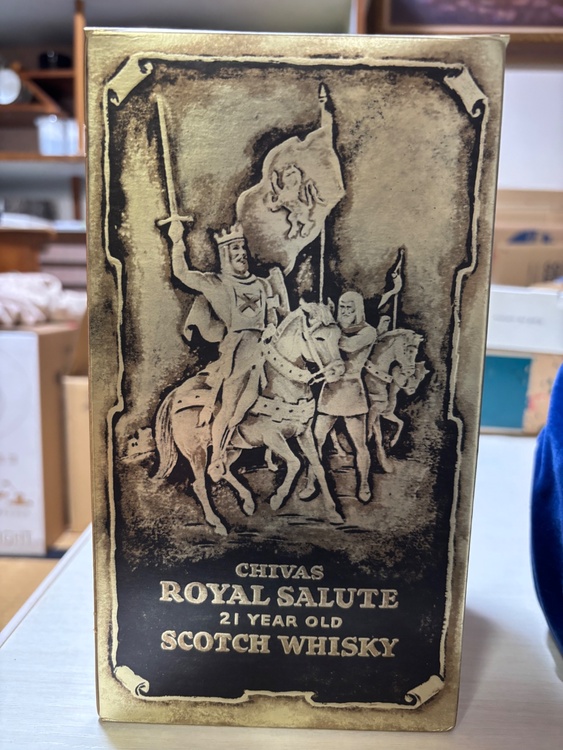 CHIVAS
ROYAL SALUTE
21 YEAR OLD
SCOTCH WHISKY